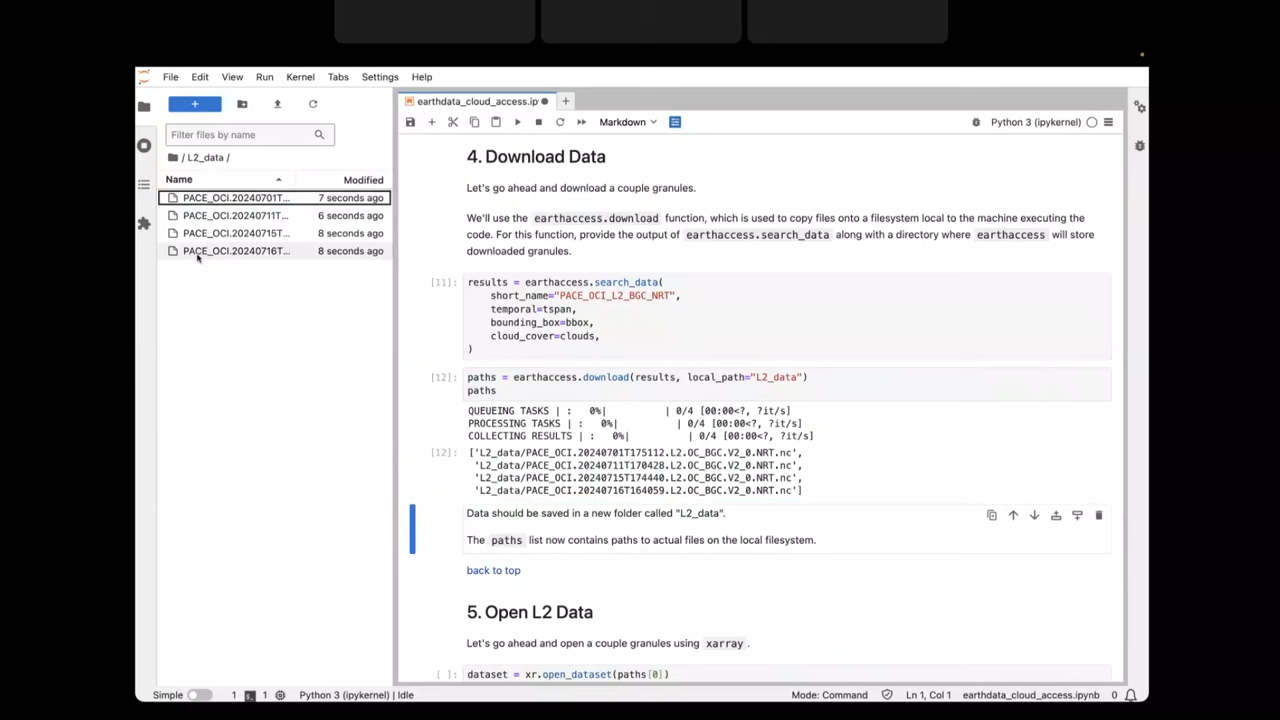 File Edit View Run Kernel Tabs Settings Help
Filter files by name
/ L2_data /
Name Modified
PACE_OCI.20240701T... 7 seconds ago
PACE_OCI.20240711T... 6 seconds ago
PACE_OCI.20240715T... 8 seconds ago
PACE_OCI.20240716T... 8 seconds ago
earthdata_cloud_access.ip
Markdown
Python 3 (ipykernel)
4. Download Data
Let's go ahead and download a couple granules.
We'll use the earthaccess.download function, which is used to copy files onto a filesystem local to the machine executing the
code. For this function, provide the output of earthaccess.search_data along with a directory where earthaccess will store
downloaded granules.
[11]: results = earthaccess.search_data(
short_name="PACE_OCI_L2_BGC_NRT",
temporal=tspan,
bounding_box=bbox,
cloud_cover=clouds,
)
[12]: paths = earthaccess.download(results, local_path="L2_data")
paths
QUEUEING TASKS | : 0%| | 0/4 [00:00<?, ?it/s]
PROCESSING TASKS | : 0%| | 0/4 [00:00<?, ?it/s]
COLLECTING RESULTS | : 0%| | 0/4 [00:00<?, ?it/s]
[12]: ['L2_data/PACE_OCI.20240701T175112.L2.OC_BGC.V2_0.NRT.nc',
'L2_data/PACE_OCI.20240711T170428.L2.OC_BGC.V2_0.NRT.nc',
'L2_data/PACE_OCI.20240715T174440.L2.OC_BGC.V2_0.NRT.nc',
'L2_data/PACE_OCI.20240716T164059.L2.OC_BGC.V2_0.NRT.nc']
Data should be saved in a new folder called "L2_data".
The paths list now contains paths to actual files on the local filesystem.
back to top
5. Open L2 Data
Let's go ahead and open a couple granules using xarray.
[ ]: dataset = xr.open_dataset(paths[0])
Simple 1 1 Python 3 (ipykernel) | Idle Mode: Command Ln 1, Col 1 earthdata_cloud_access.ipynb 0